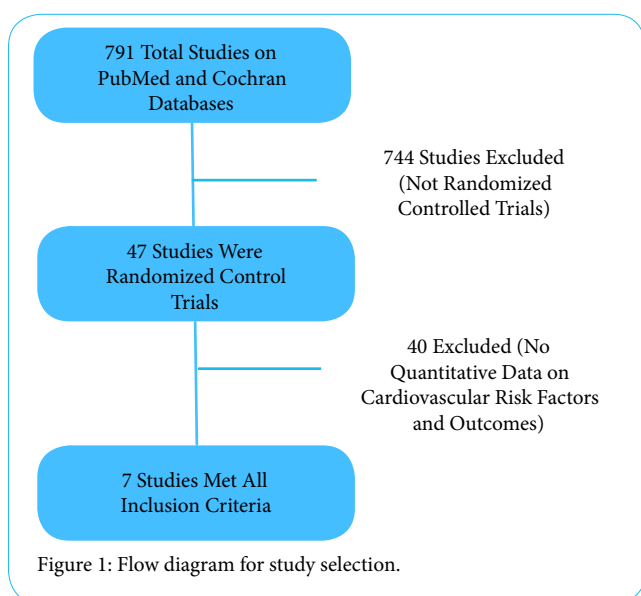 791 Total Studies on
PubMed and Cochran
Databases
744 Studies Excluded
(Not Randomized
Controlled Trials)
47 Studies Were
Randomized Control
Trials
40 Excluded (No
Quantitative Data on
Cardiovascular Risk Factors
and Outcomes)
7 Studies Met All
Inclusion Criteria
Figure 1: Flow diagram for study selection.